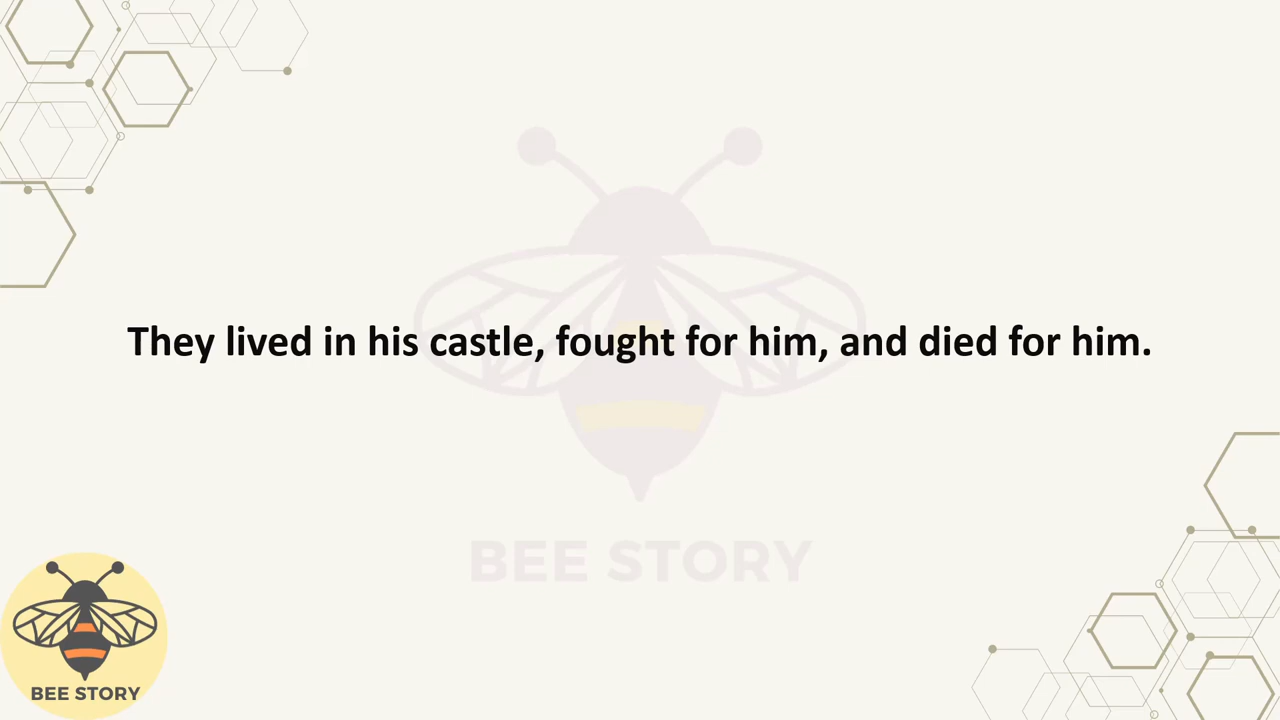 They lived in his castle, fought for him, and died for him.
BEE STORY
BEE STORY